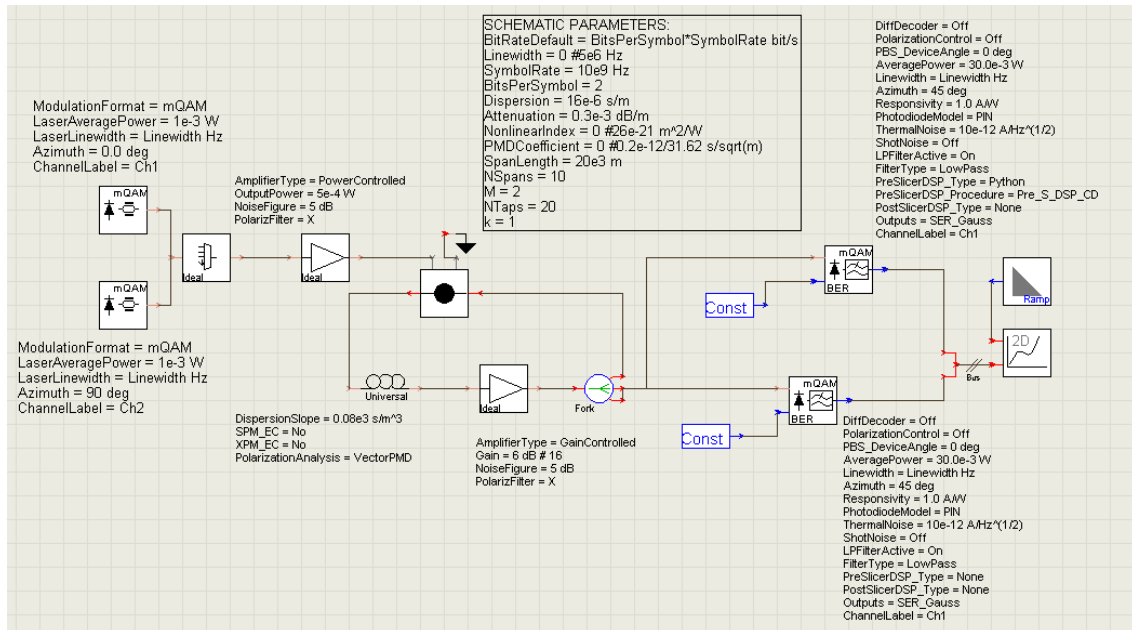 SCHEMATIC PARAMETERS:
BitRateDefault = BitsPerSymbol*SymbolRate bit/s
Linewidth = 0 #5e6 Hz
SymbolRate = 10e9 Hz
BitsPerSymbol = 2
Dispersion = 16e-6 s/m
Attenuation = 0.3e-3 dB/m
NonlinearIndex = 0 #26e-21 m^2/W
PMDCoefficient = 0 #0.2e-12/31.62 s/sqrt(m)
SpanLength = 20e3 m
NSpans = 10
M = 2
NTaps = 20
k = 1
DiffDecoder = Off
PolarizationControl = Off
PBS_DeviceAngle = 0 deg
AveragePower = 30.0e-3 W
Linewidth = Linewidth Hz
Azimuth = 45 deg
Responsivity = 1.0 A/W
PhotodiodeModel = PIN
ThermalNoise = 10e-12 A/Hz^(1/2)
ShotNoise = Off
LPFilterActive = On
FilterType = LowPass
PreSlicerDSP_Type = Python
PreSlicerDSP_Procedure = Pre_S_DSP_CD
PostSlicerDSP_Type = None
Outputs = SER_Gauss
ChannelLabel = Ch1
ModulationFormat = mQAM
LaserAveragePower = 1e-3 W
LaserLinewidth = Linewidth Hz
Azimuth = 0.0 deg
ChannelLabel = Ch1
AmplifierType = PowerControlled
OutputPower = 5e-4 W
NoiseFigure = 5 dB
PolarizFilter = X
mQAM
Ideal
Ideal
mQAM
mQAM
BER
Const
Ramp
2D
Bus
ModulationFormat = mQAM
LaserAveragePower = 1e-3 W
LaserLinewidth = Linewidth Hz
Azimuth = 90 deg
ChannelLabel = Ch2
Universal
Ideal
Fork
mQAM
BER
Const
DispersionSlope = 0.08e3 s/m^3
SPM_EC = No
XPM_EC = No
PolarizationAnalysis = VectorPMD
AmplifierType = GainControlled
Gain = 6 dB # 16
NoiseFigure = 5 dB
PolarizFilter = X
DiffDecoder = Off
PolarizationControl = Off
PBS_DeviceAngle = 0 deg
AveragePower = 30.0e-3 W
Linewidth = Linewidth Hz
Azimuth = 45 deg
Responsivity = 1.0 A/W
PhotodiodeModel = PIN
ThermalNoise = 10e-12 A/Hz^(1/2)
ShotNoise = Off
LPFilterActive = On
FilterType = LowPass
PreSlicerDSP_Type = None
PostSlicerDSP_Type = None
Outputs = SER_Gauss
ChannelLabel = Ch1